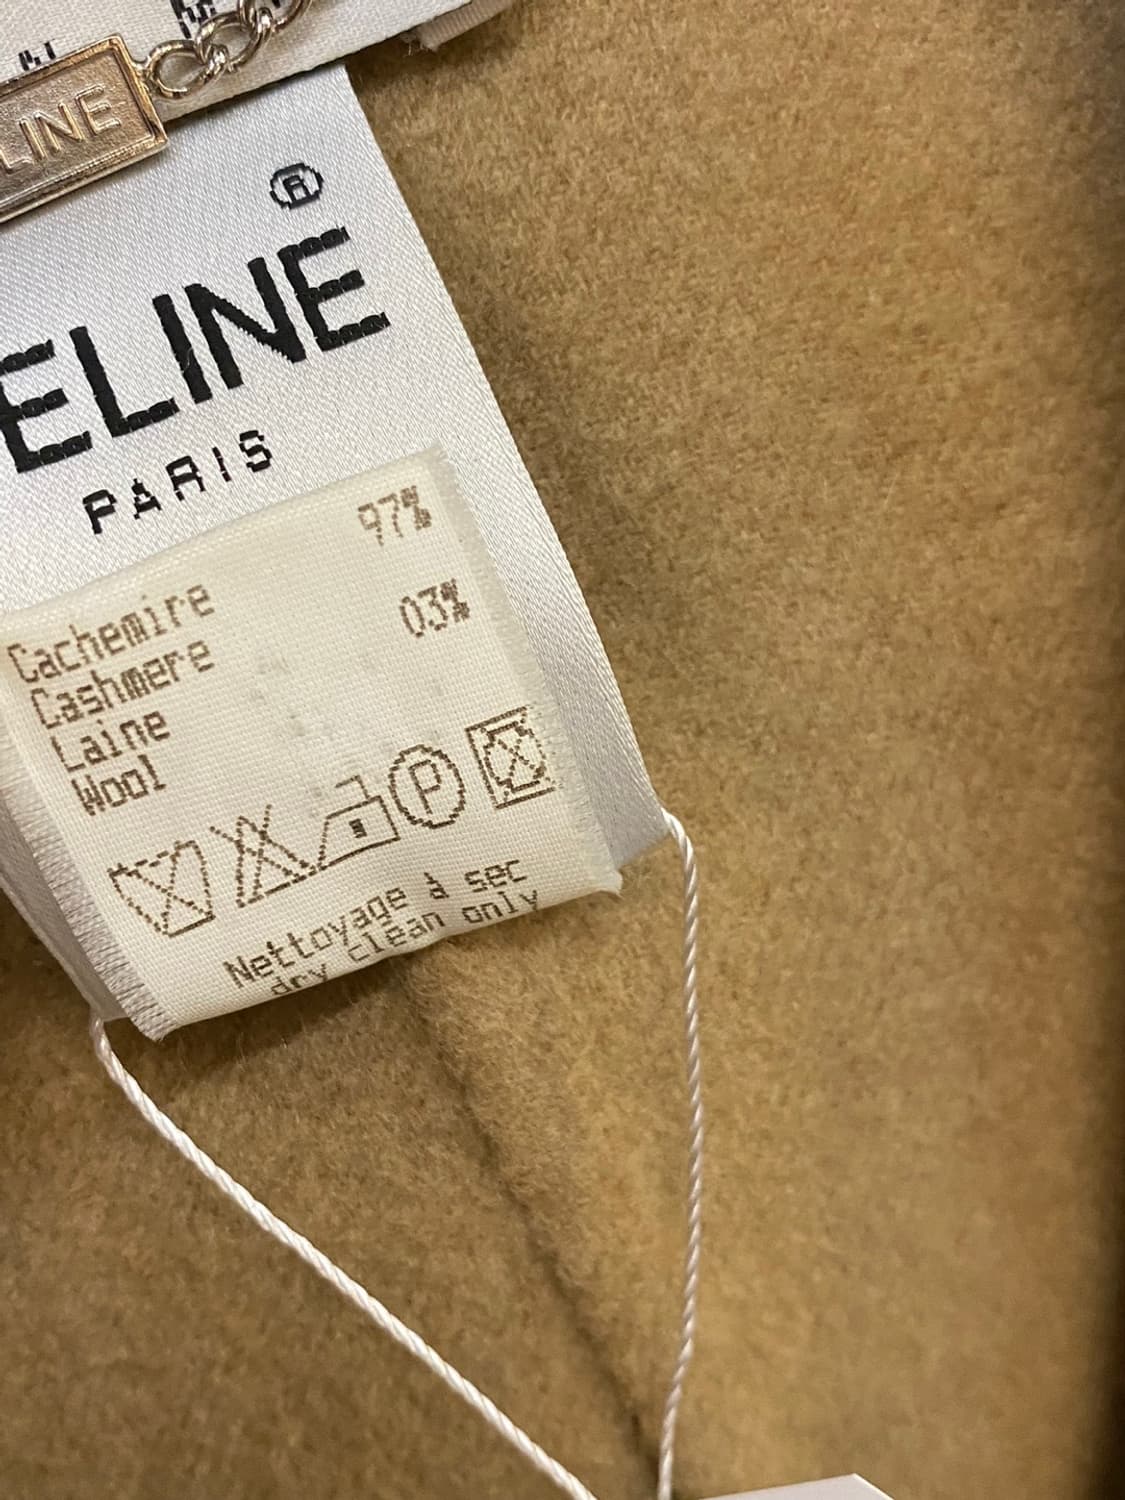 LINE
®
ELINE
PARIS
97%
Cachemire
Cashmere 03%
Laine
Wool
P
Nettoyage à sec
dry clean only